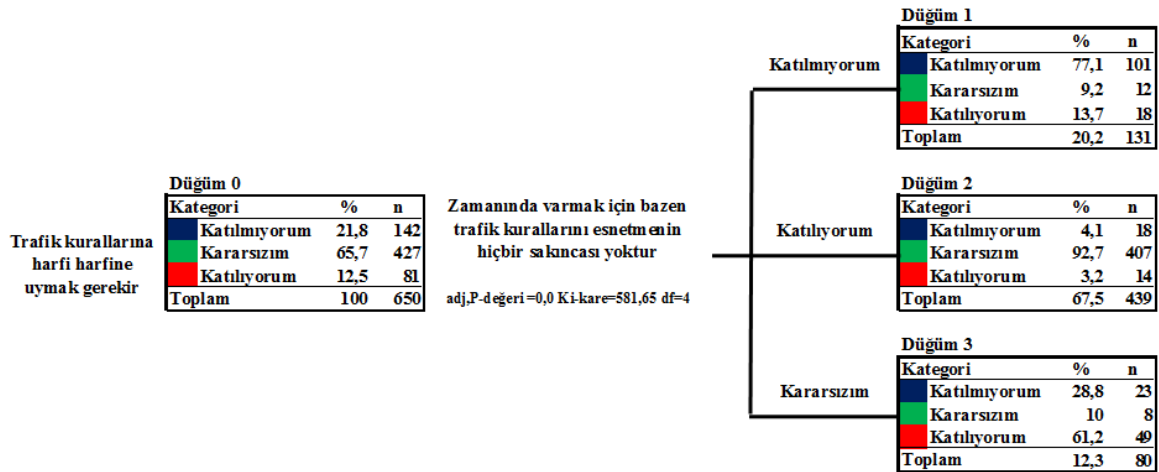 Trafik kurallarına
harfi harfine
uymak gerekir
Düğüm 0
Kategori % n
Katılmıyorum 21,8 142
Kararsızım 65,7 427
Katılıyorum 12,5 81
Toplam 100 650
Zamanında varmak için bazen
trafik kurallarını esnetmenin
hiçbir sakıncası yoktur
adj,P-değeri =0,0 Ki-kare=581,65 df=4
Katılmıyorum
Düğüm 1
Kategori % n
Katılmıyorum 77,1 101
Kararsızım 9,2 12
Katılıyorum 13,7 18
Toplam 20,2 131
Katılıyorum
Düğüm 2
Kategori % n
Katılmıyorum 4,1 18
Kararsızım 92,7 407
Katılıyorum 3,2 14
Toplam 67,5 439
Kararsızım
Düğüm 3
Kategori % n
Katılmıyorum 28,8 23
Kararsızım 10 8
Katılıyorum 61,2 49
Toplam 12,3 80